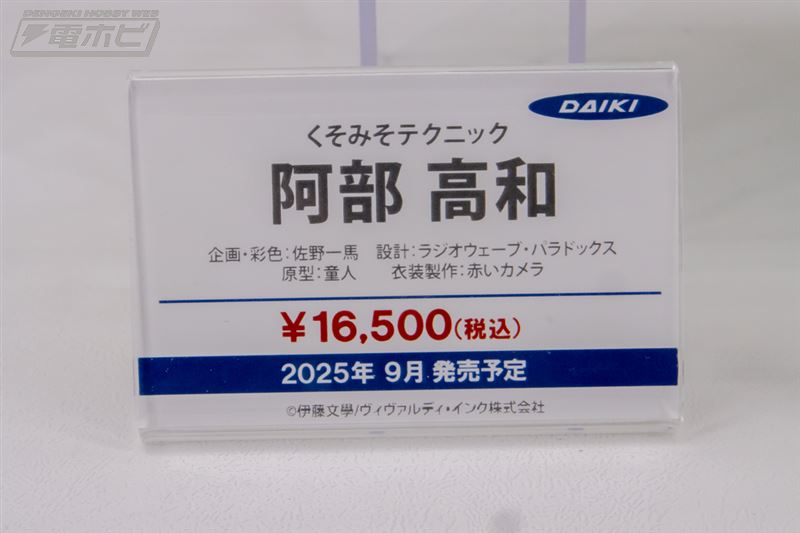 DENGEKI HOBBY WEB
電ホビ
DAIKI
くそみそテクニック
阿部 高和
企画・彩色：佐野一馬　設計：ラジオウェーブ・パラドックス
原型：童人　衣装製作：赤いカメラ
￥16,500（税込）
2025年 9月 発売予定
©伊藤文學/ヴィヴァルディ・インク株式会社